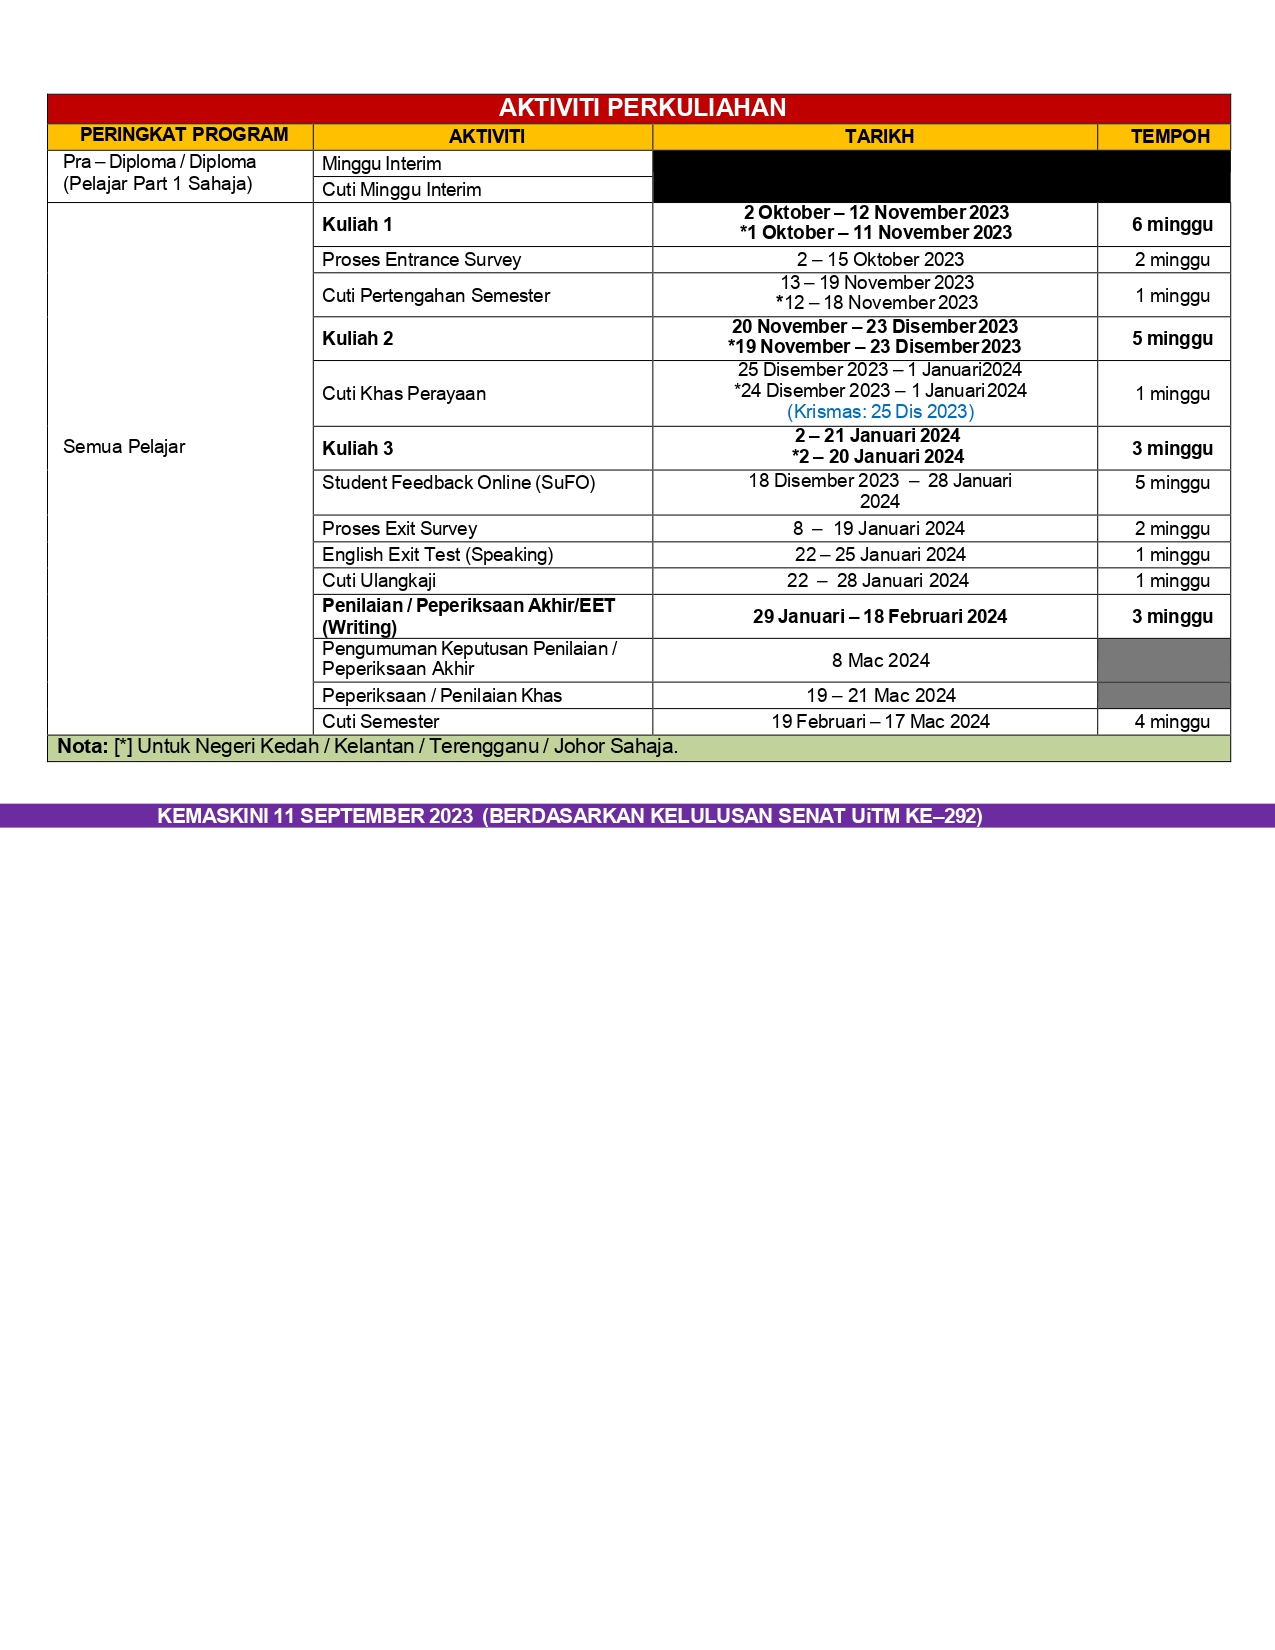 AKTIVITI PERKULIAHAN
PERINGKAT PROGRAM AKTIVITI TARIKH TEMPOH
Pra – Diploma / Diploma
(Pelajar Part 1 Sahaja)
Minggu Interim
Cuti Minggu Interim
Semua Pelajar
Kuliah 1
2 Oktober – 12 November 2023
*1 Oktober – 11 November 2023
6 minggu
Proses Entrance Survey 2 – 15 Oktober 2023 2 minggu
Cuti Pertengahan Semester
13 – 19 November 2023
*12 – 18 November 2023
1 minggu
Kuliah 2
20 November – 23 Disember 2023
*19 November – 23 Disember 2023
5 minggu
Cuti Khas Perayaan
25 Disember 2023 – 1 Januari2024
*24 Disember 2023 – 1 Januari 2024
(Krismas: 25 Dis 2023)
1 minggu
Kuliah 3
2 – 21 Januari 2024
*2 – 20 Januari 2024
3 minggu
Student Feedback Online (SuFO)
18 Disember 2023 – 28 Januari
2024
5 minggu
Proses Exit Survey 8 – 19 Januari 2024 2 minggu
English Exit Test (Speaking) 22 – 25 Januari 2024 1 minggu
Cuti Ulangkaji 22 – 28 Januari 2024 1 minggu
Penilaian / Peperiksaan Akhir/EET
(Writing)
29 Januari – 18 Februari 2024
3 minggu
Pengumuman Keputusan Penilaian /
Peperiksaan Akhir
8 Mac 2024
Peperiksaan / Penilaian Khas 19 – 21 Mac 2024
Cuti Semester 19 Februari – 17 Mac 2024 4 minggu
Nota: [*] Untuk Negeri Kedah / Kelantan / Terengganu / Johor Sahaja.
KEMASKINI 11 SEPTEMBER 2023 (BERDASARKAN KELULUSAN SENAT UiTM KE–292)